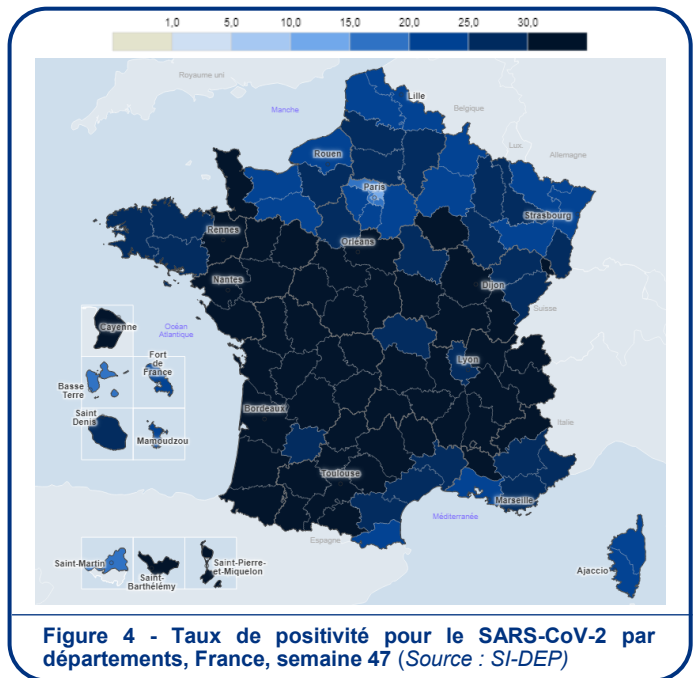 1,0 5,0 10,0 15,0 20,0 25,0 30,0
Royaume uni
Lille
Manche
Belgique
Rouen
Lux.
Allemagne
Paris
Strasbourg
Rennes
Orléans
Nantes
Dijon
Suisse
Cayenne
Océan
Atlantique
Fort
de
France
Lyon
Basse
Terre
Bordeaux
Saint
Denis
Italie
Mamoudzou
Toulouse
Marseille
Méditerranée
Espagne
Saint-Martin
Saint-
Barthélémy
Saint-Pierre-
et-Miquelon
Ajaccio
Figure 4 - Taux de positivité pour le SARS-CoV-2 par
départements, France, semaine 47 (Source : SI-DEP)